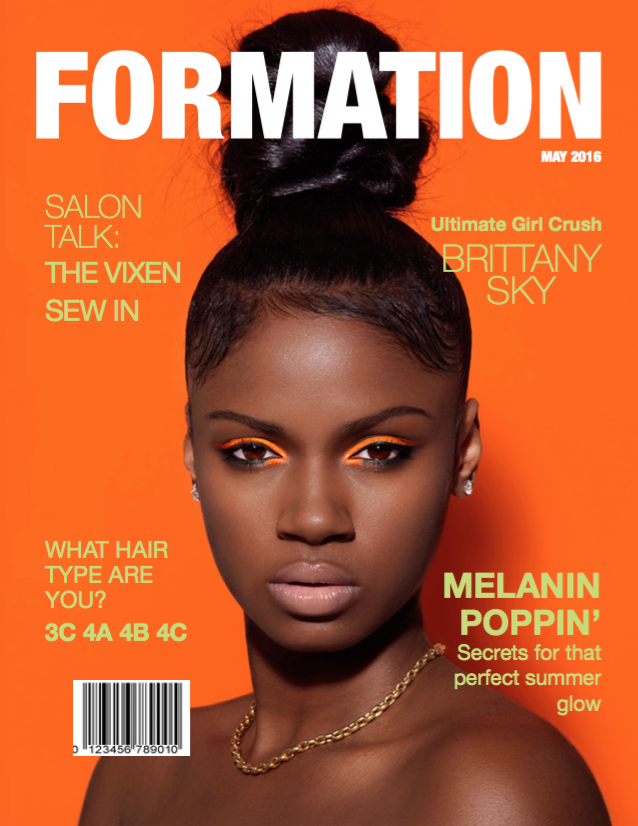 FORMATION
MAY 2016
SALON
TALK:
THE VIXEN
SEW IN
Ultimate Girl Crush
BRITTANY
SKY
WHAT HAIR
TYPE ARE
YOU?
3C 4A 4B 4C
MELANIN
POPPIN’
Secrets for that
perfect summer
glow
0 123456 789010